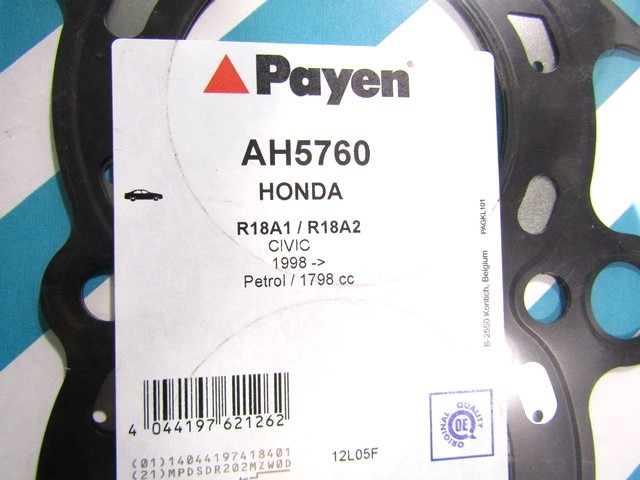 Payen®
AH5760
HONDA
R18A1 / R18A2
CIVIC
1998 ->
Petrol / 1798 cc
B-2550 Kontich, Belgium
PAGKL101
4 044197 621262
(01)14044197418401
(21)MPDSDR202MZW0D
12L05F
ORIGINAL QUALITY
OE